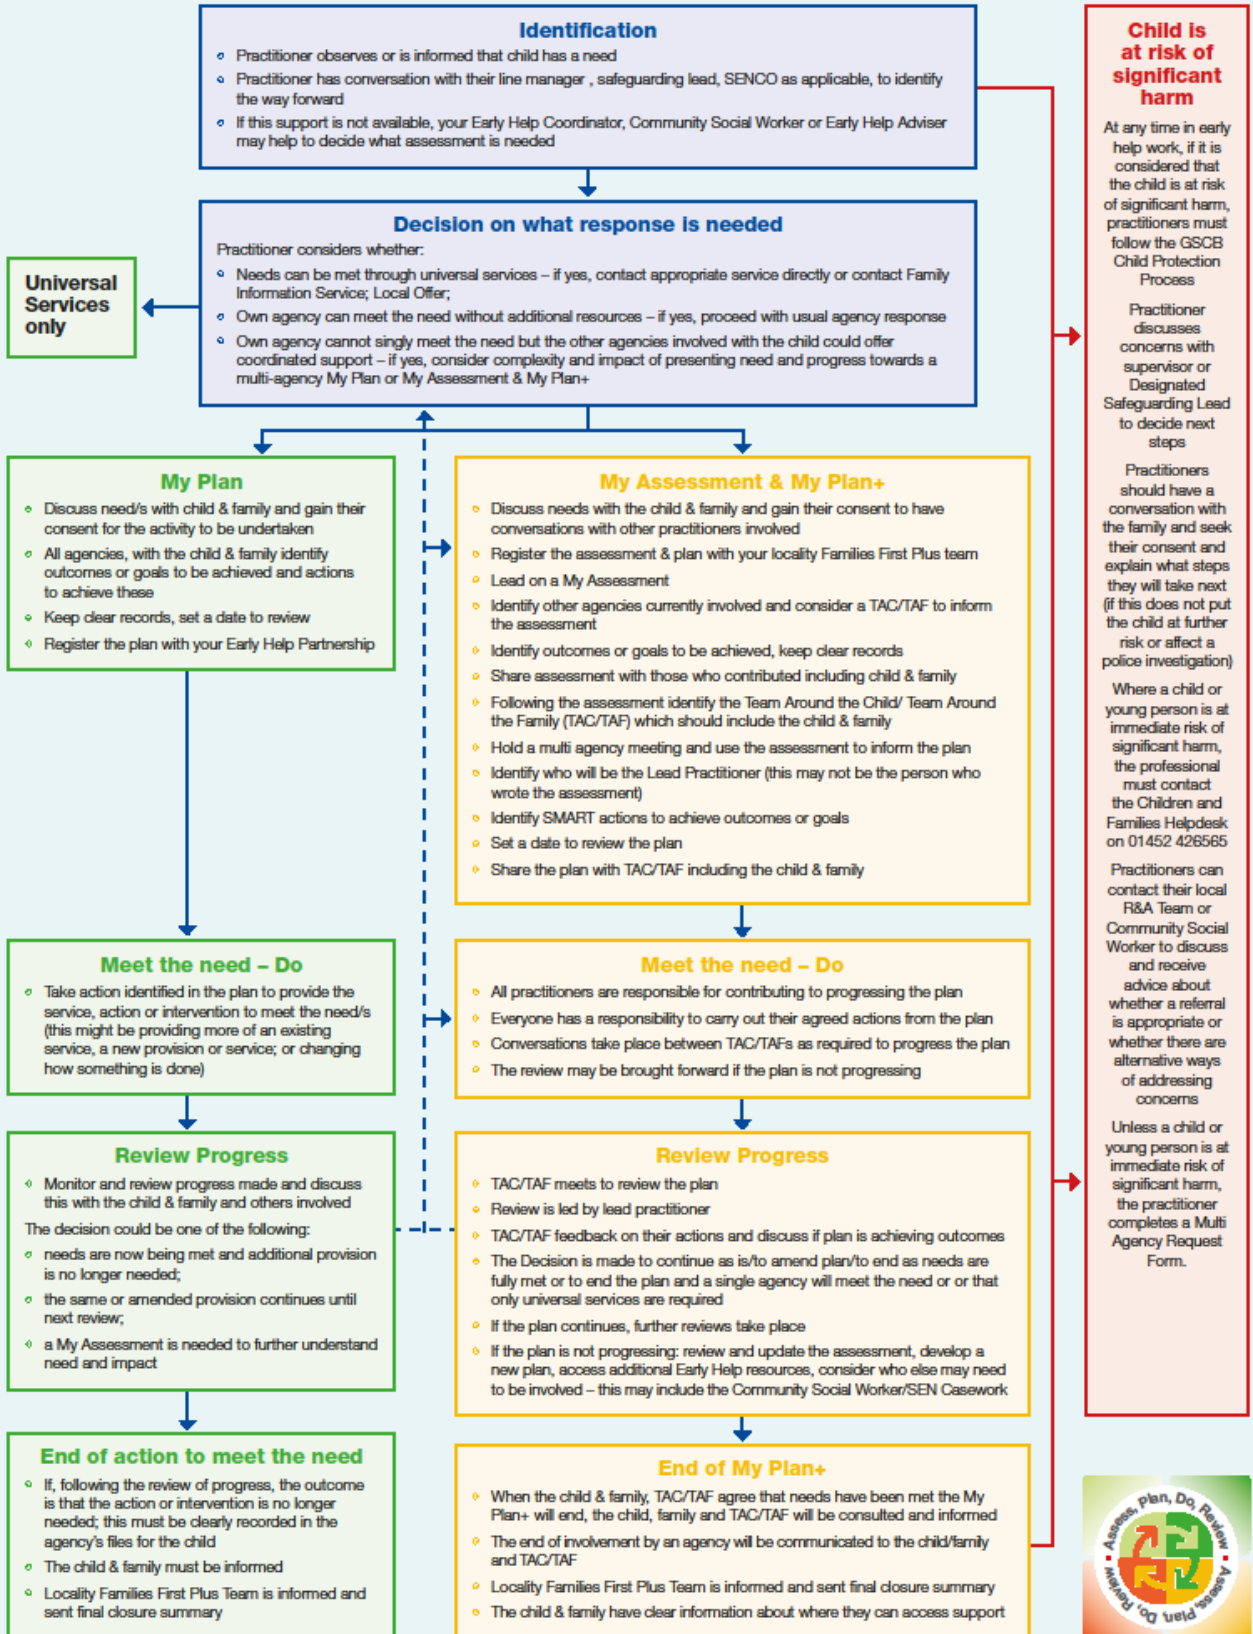 Identification
Practitioner observes or is informed that child has a need
Practitioner has conversation with their line manager , safeguarding lead, SENCO as applicable, to identify
the way forward
If this support is not available, your Early Help Coordinator, Community Social Worker or Early Help Adviser
may help to decide what assessment is needed
Decision on what response is needed
Practitioner considers whether:
Needs can be met through universal services – if yes, contact appropriate service directly or contact Family
Information Service; Local Offer;
Own agency can meet the need without additional resources – if yes, proceed with usual agency response
Own agency cannot singly meet the need but the other agencies involved with the child could offer
coordinated support – if yes, consider complexity and impact of presenting need and progress towards a
multi-agency My Plan or My Assessment & My Plan+
Universal
Services
only
My Plan
Discuss need/s with child & family and gain their
consent for the activity to be undertaken
All agencies, with the child & family identify
outcomes or goals to be achieved and actions
to achieve these
Keep clear records, set a date to review
Register the plan with your Early Help Partnership
Meet the need – Do
Take action identified in the plan to provide the
service, action or intervention to meet the need/s
(this might be providing more of an existing
service, a new provision or service; or changing
how something is done)
Review Progress
Monitor and review progress made and discuss
this with the child & family and others involved
The decision could be one of the following:
needs are now being met and additional provision
is no longer needed;
the same or amended provision continues until
next review;
a My Assessment is needed to further understand
need and impact
End of action to meet the need
If, following the review of progress, the outcome
is that the action or intervention is no longer
needed; this must be clearly recorded in the
agency's files for the child
The child & family must be informed
Locality Families First Plus Team is informed and
sent final closure summary
My Assessment & My Plan+
Discuss needs with the child & family and gain their consent to have
conversations with other practitioners involved
Register the assessment & plan with your locality Families First Plus team
Lead on a My Assessment
Identify other agencies currently involved and consider a TAC/TAF to inform
the assessment
Identify outcomes or goals to be achieved, keep clear records
Share assessment with those who contributed including child & family
Following the assessment identify the Team Around the Child/ Team Around
the Family (TAC/TAF) which should include the child & family
Hold a multi agency meeting and use the assessment to inform the plan
Identify who will be the Lead Practitioner (this may not be the person who
wrote the assessment)
Identify SMART actions to achieve outcomes or goals
Set a date to review the plan
Share the plan with TAC/TAF including the child & family
Meet the need – Do
All practitioners are responsible for contributing to progressing the plan
Everyone has a responsibility to carry out their agreed actions from the plan
Conversations take place between TAC/TAFs as required to progress the plan
The review may be brought forward if the plan is not progressing
Review Progress
TAC/TAF meets to review the plan
Review is led by lead practitioner
TAC/TAF feedback on their actions and discuss if plan is achieving outcomes
The Decision is made to continue as is/to amend plan/to end as needs are
fully met or to end the plan and a single agency will meet the need or or that
only universal services are required
If the plan continues, further reviews take place
If the plan is not progressing: review and update the assessment, develop a
new plan, access additional Early Help resources, consider who else may need
to be involved – this may include the Community Social Worker/SEN Casework
End of My Plan+
When the child & family, TAC/TAF agree that needs have been met the My
Plan+ will end, the child, family and TAC/TAF will be consulted and informed
The end of involvement by an agency will be communicated to the child/family
and TAC/TAF
Locality Families First Plus Team is informed and sent final closure summary
The child & family have clear information about where they can access support
Child is
at risk of
significant
harm
At any time in early
help work, if it is
considered that
the child is at risk
of significant harm,
practitioners must
follow the GSCB
Child Protection
Process
Practitioner
discusses
concerns with
supervisor or
Designated
Safeguarding Lead
to decide next
steps
Practitioners
should have a
conversation with
the family and seek
their consent and
explain what steps
they will take next
(if this does not put
the child at further
risk or affect a
police investigation)
Where a child or
young person is at
immediate risk of
significant harm,
the professional
must contact
the Children and
Families Helpdesk
on 01452 426565
Practitioners can
contact their local
R&A Team or
Community Social
Worker to discuss
and receive
advice about
whether a referral
is appropriate or
whether there are
alternative ways
of addressing
concerns
Unless a child or
young person is at
immediate risk of
significant harm,
the practitioner
completes a Multi
Agency Request
Form.
Assess, Plan, Do, Review
Assess, Plan, Do, Review